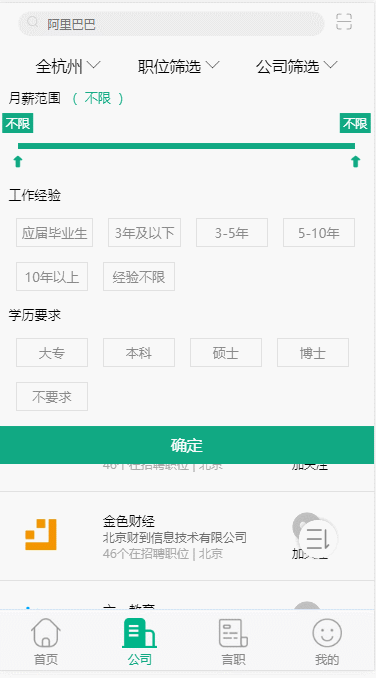 阿里巴巴
全杭州 职位筛选 公司筛选
月薪范围 （ 不限 ）
不限 不限
工作经验
应届毕业生 3年及以下 3-5年 5-10年
10年以上 经验不限
学历要求
大专 本科 硕士 博士
不要求
确定
46个在招聘职位 | 北京 加关注
金色财经
北京财到信息技术有限公司
46个在招聘职位 | 北京 加关注
首页 公司 言职 我的